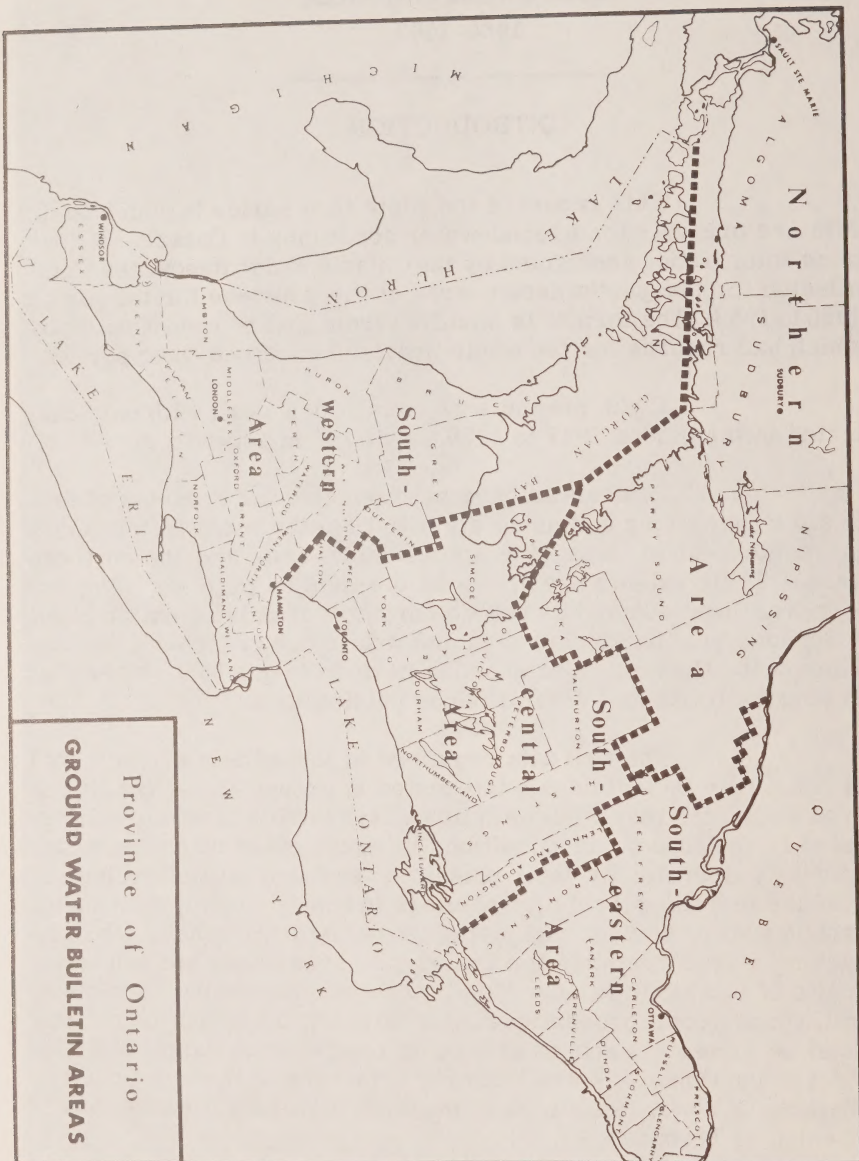 Northern
Area
South-
western
Area
South-
central
Area
South-
eastern
Area
SAULT STE MARIE
ALGOMA
SUDBURY
SUDBURY
Lake Nipissing
NIPISSING
PARRY SOUND
MUSKOKA
HALIBURTON
QUEBEC
MICHIGAN
LAKE HURON
GEORGIAN BAY
BRUCE
GREY
HURON
DUFFERIN
SIMCOE
PERTH
WATERLOO
HALTON
PEEL
YORK
TORONTO
VICTORIA
DURHAM
PETERBOROUGH
NORTHUMBERLAND
HASTINGS
LENNOX AND ADDINGTON
FRONTENAC
RENFREW
LANARK
LEEDS
GRENVILLE
CARLETON
OTTAWA
RUSSELL
DUNDAS
STORMONT
PRESCOTT
GLENGARRY
LAMBTON
MIDDLESEX
LONDON
OXFORD
BRANT
WENTWORTH
HAMILTON
LINCOLN
NORFOLK
HALDIMAND
WELLAND
ELGIN
KENT
ESSEX
WINDSOR
LAKE ERIE
LAKE ONTARIO
NEW YORK
Province of Ontario
GROUND WATER BULLETIN AREAS